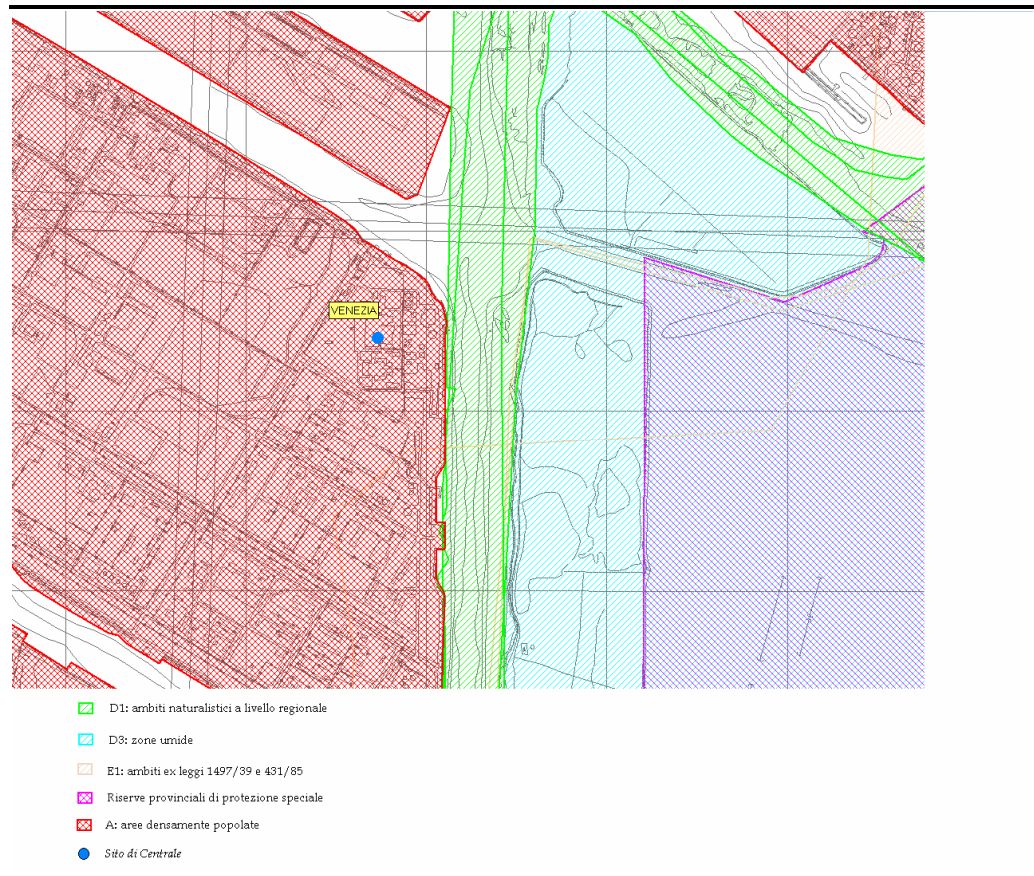 VENEZIA
D1: ambiti naturalistici a livello regionale
D3: zone umide
E1: ambiti ex leggi 1497/39 e 431/85
Riserve provinciali di protezione speciale
A: aree densamente popolate
Sito di Centrale